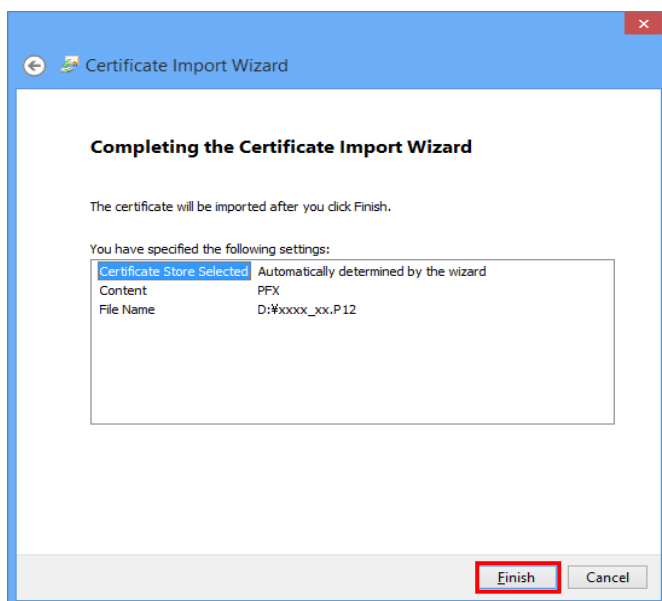 Certificate Import Wizard
Completing the Certificate Import Wizard
The certificate will be imported after you click Finish.
You have specified the following settings:
Certificate Store Selected Automatically determined by the wizard
Content PFX
File Name D:¥xxxx_xx.P12
Finish Cancel